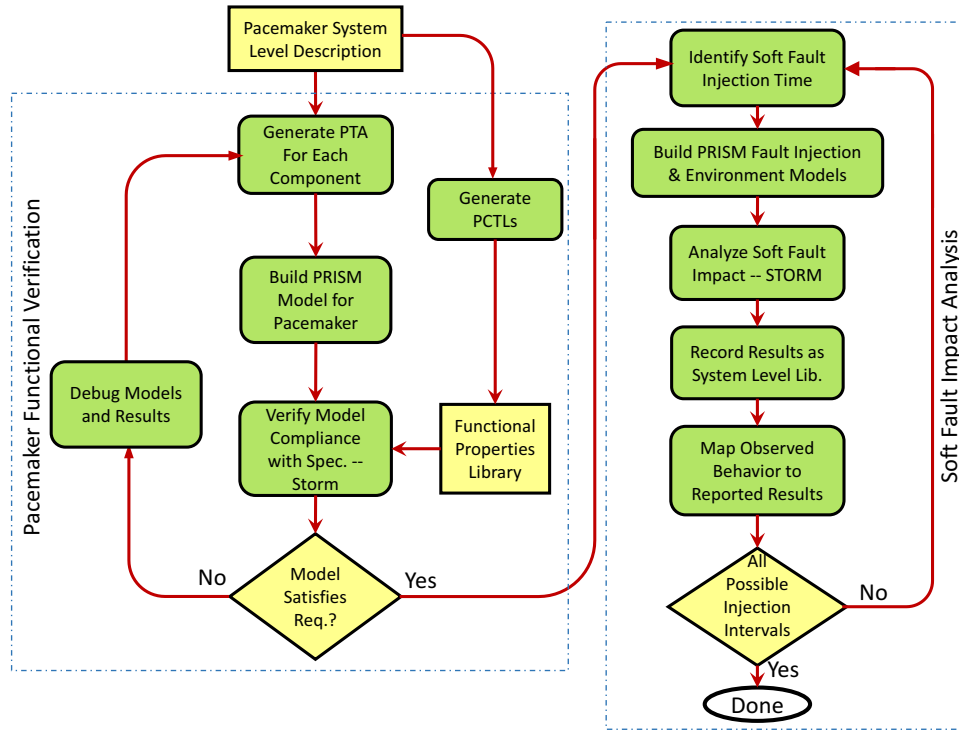 Pacemaker System
Level Description
Pacemaker Functional Verification
Generate PTA
For Each
Component
Generate
PCTLs
Build PRISM
Model for
Pacemaker
Debug Models
and Results
Verify Model
Compliance
with Spec. --
Storm
Functional
Properties
Library
Model
Satisfies
Req.?
No
Yes
Soft Fault Impact Analysis
Identify Soft Fault
Injection Time
Build PRISM Fault Injection
& Environment Models
Analyze Soft Fault
Impact -- STORM
Record Results as
System Level Lib.
Map Observed
Behavior to
Reported Results
All
Possible
Injection
Intervals
No
Yes
Done